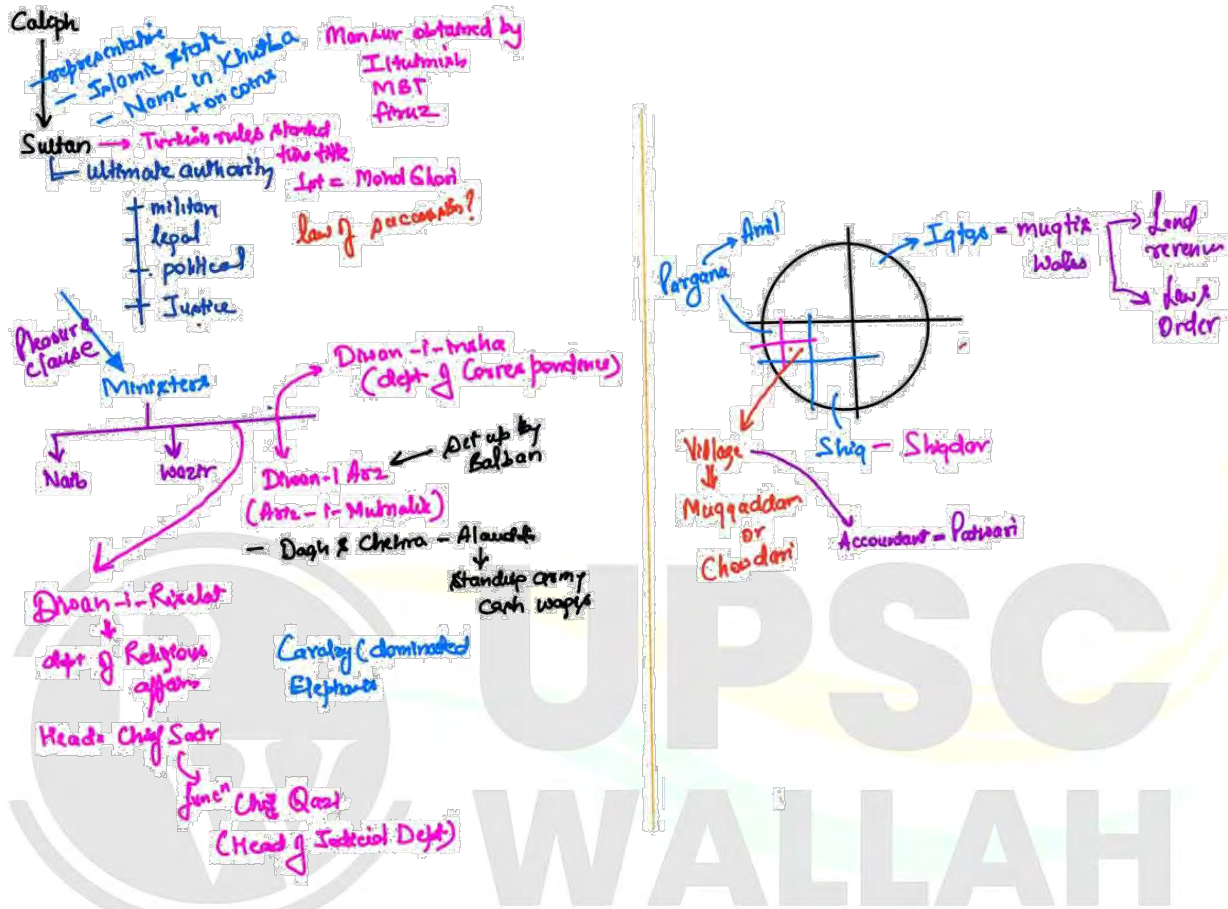 Caliph
- representative
- Islamic state
- Name in Khutba
+ on coins
Mansur obtained by
Iltutmish
MBT
firuz
Sultan → Turkish rules started
this title
1st = Mohd Ghori
ultimate authority
military
legal
political
Justice
law of succession?
Pleasure
clause
Ministers
Naib
wazir
Diwan-i-insha
(dept of Correspondence)
Diwan-i Arz
(Ariz-i-Mumalik)
Set up by
Balban
- Dagh & Chehra - Alauddin
Standup army
cash wages
Diwan-i-Risalat
dept of Religious
affairs
Head = Chief Sadr
funcⁿ Chief Qazi
(Head of Judicial Dept)
Cavalry (dominated
Elephants
Pargana
Amil
Iqtas = muqtis
Walis
Land
revenue
Law &
Order
Shiq - Shiqdar
Village
Muqqaddam
or
Chowdari
Accountant = Patwari
UPSC
WALLAH